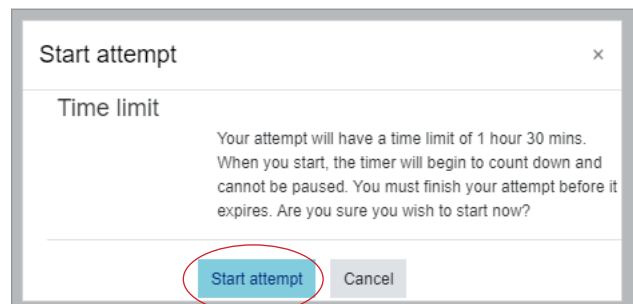 Start attempt ×
Time limit
Your attempt will have a time limit of 1 hour 30 mins.
When you start, the timer will begin to count down and
cannot be paused. You must finish your attempt before it
expires. Are you sure you wish to start now?
Start attempt Cancel